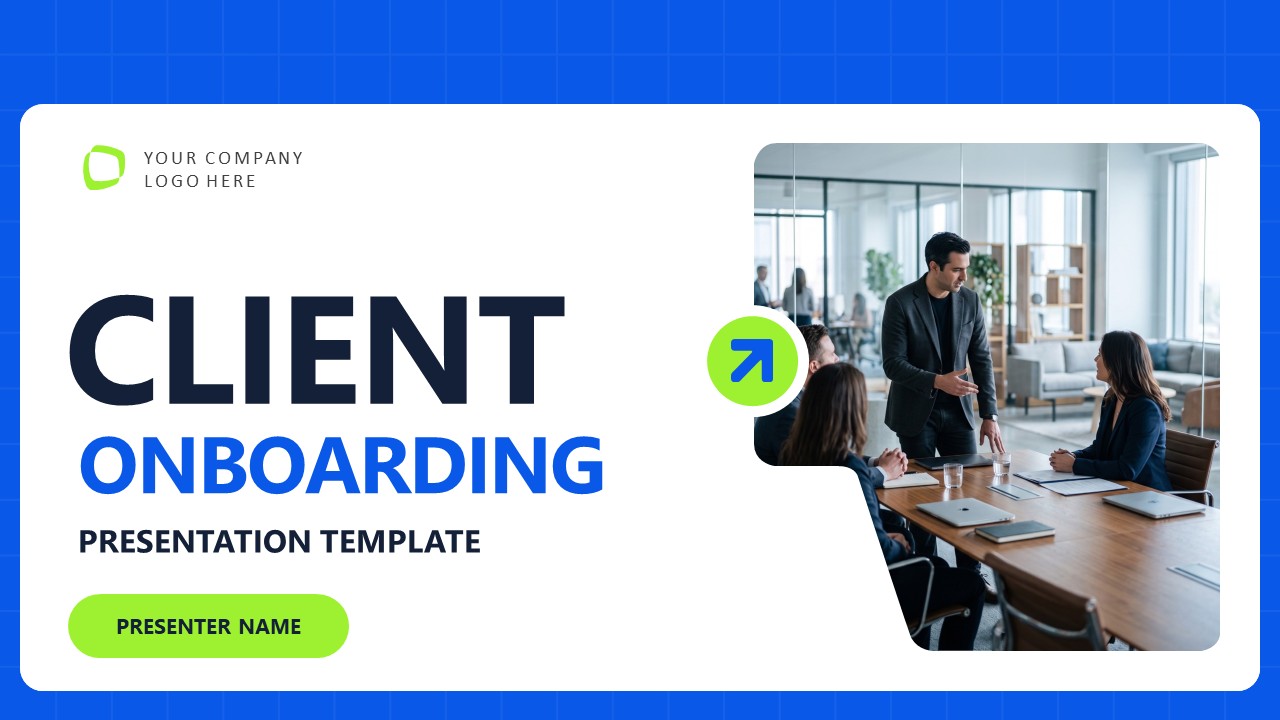 YOUR COMPANY
LOGO HERE
CLIENT
ONBOARDING
PRESENTATION TEMPLATE
PRESENTER NAME